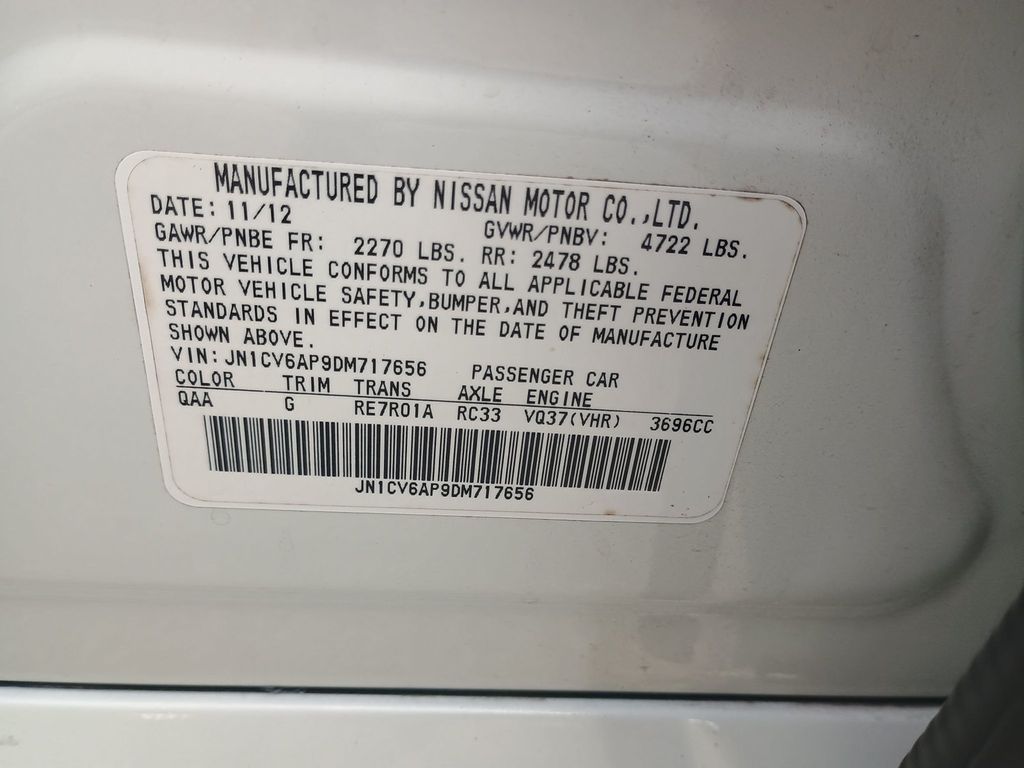 MANUFACTURED BY NISSAN MOTOR CO.,LTD.
DATE: 11/12 GVWR/PNBV: 4722 LBS.
GAWR/PNBE FR: 2270 LBS. RR: 2478 LBS.
THIS VEHICLE CONFORMS TO ALL APPLICABLE FEDERAL
MOTOR VEHICLE SAFETY,BUMPER,AND THEFT PREVENTION
STANDARDS IN EFFECT ON THE DATE OF MANUFACTURE
SHOWN ABOVE.
VIN: JN1CV6AP9DM717656 PASSENGER CAR
COLOR TRIM TRANS AXLE ENGINE
QAA G RE7R01A RC33 VQ37(VHR) 3696CC
JN1CV6AP9DM717656